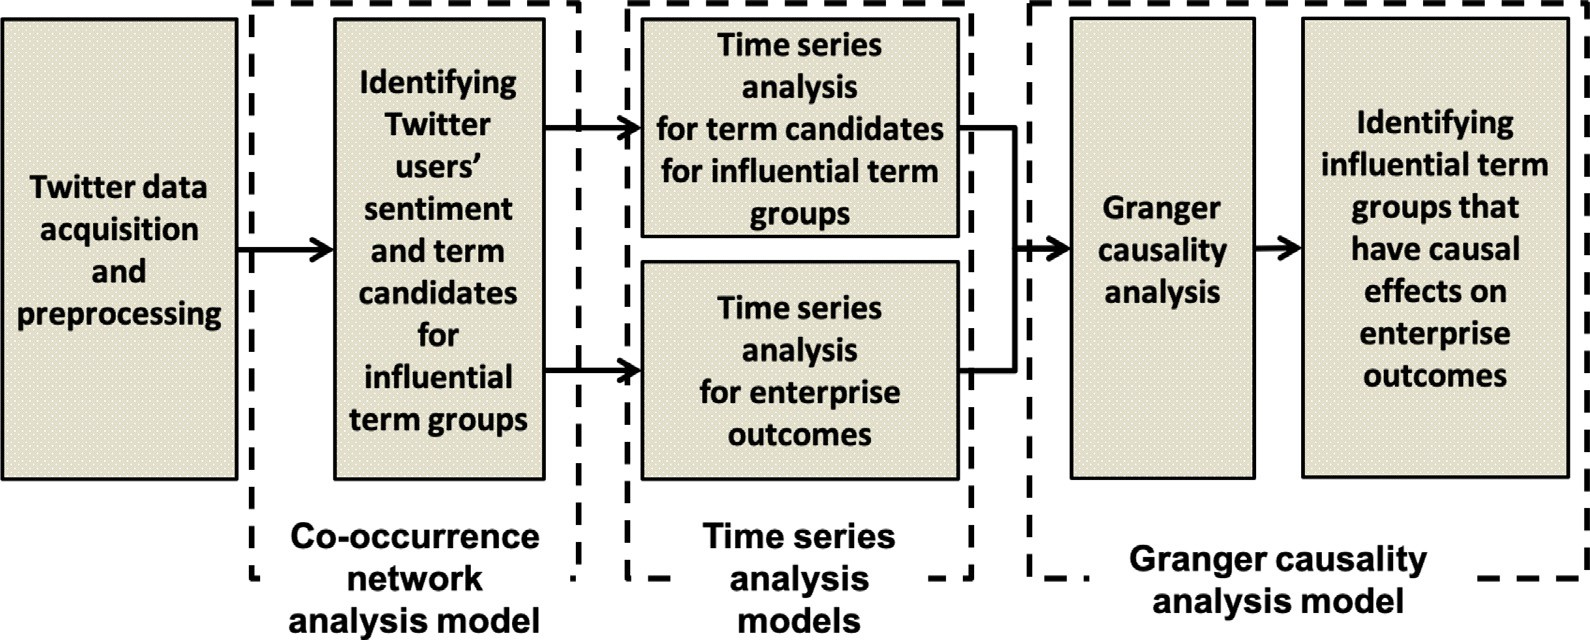 Twitter data
acquisition
and
preprocessing
Identifying
Twitter
users’
sentiment
and term
candidates
for
influential
term groups
Time series
analysis
for term candidates
for influential term
groups
Time series
analysis
for enterprise
outcomes
Granger
causality
analysis
Identifying
influential term
groups that
have causal
effects on
enterprise
outcomes
Co-occurrence
network
analysis model
Time series
analysis
models
Granger causality
analysis model